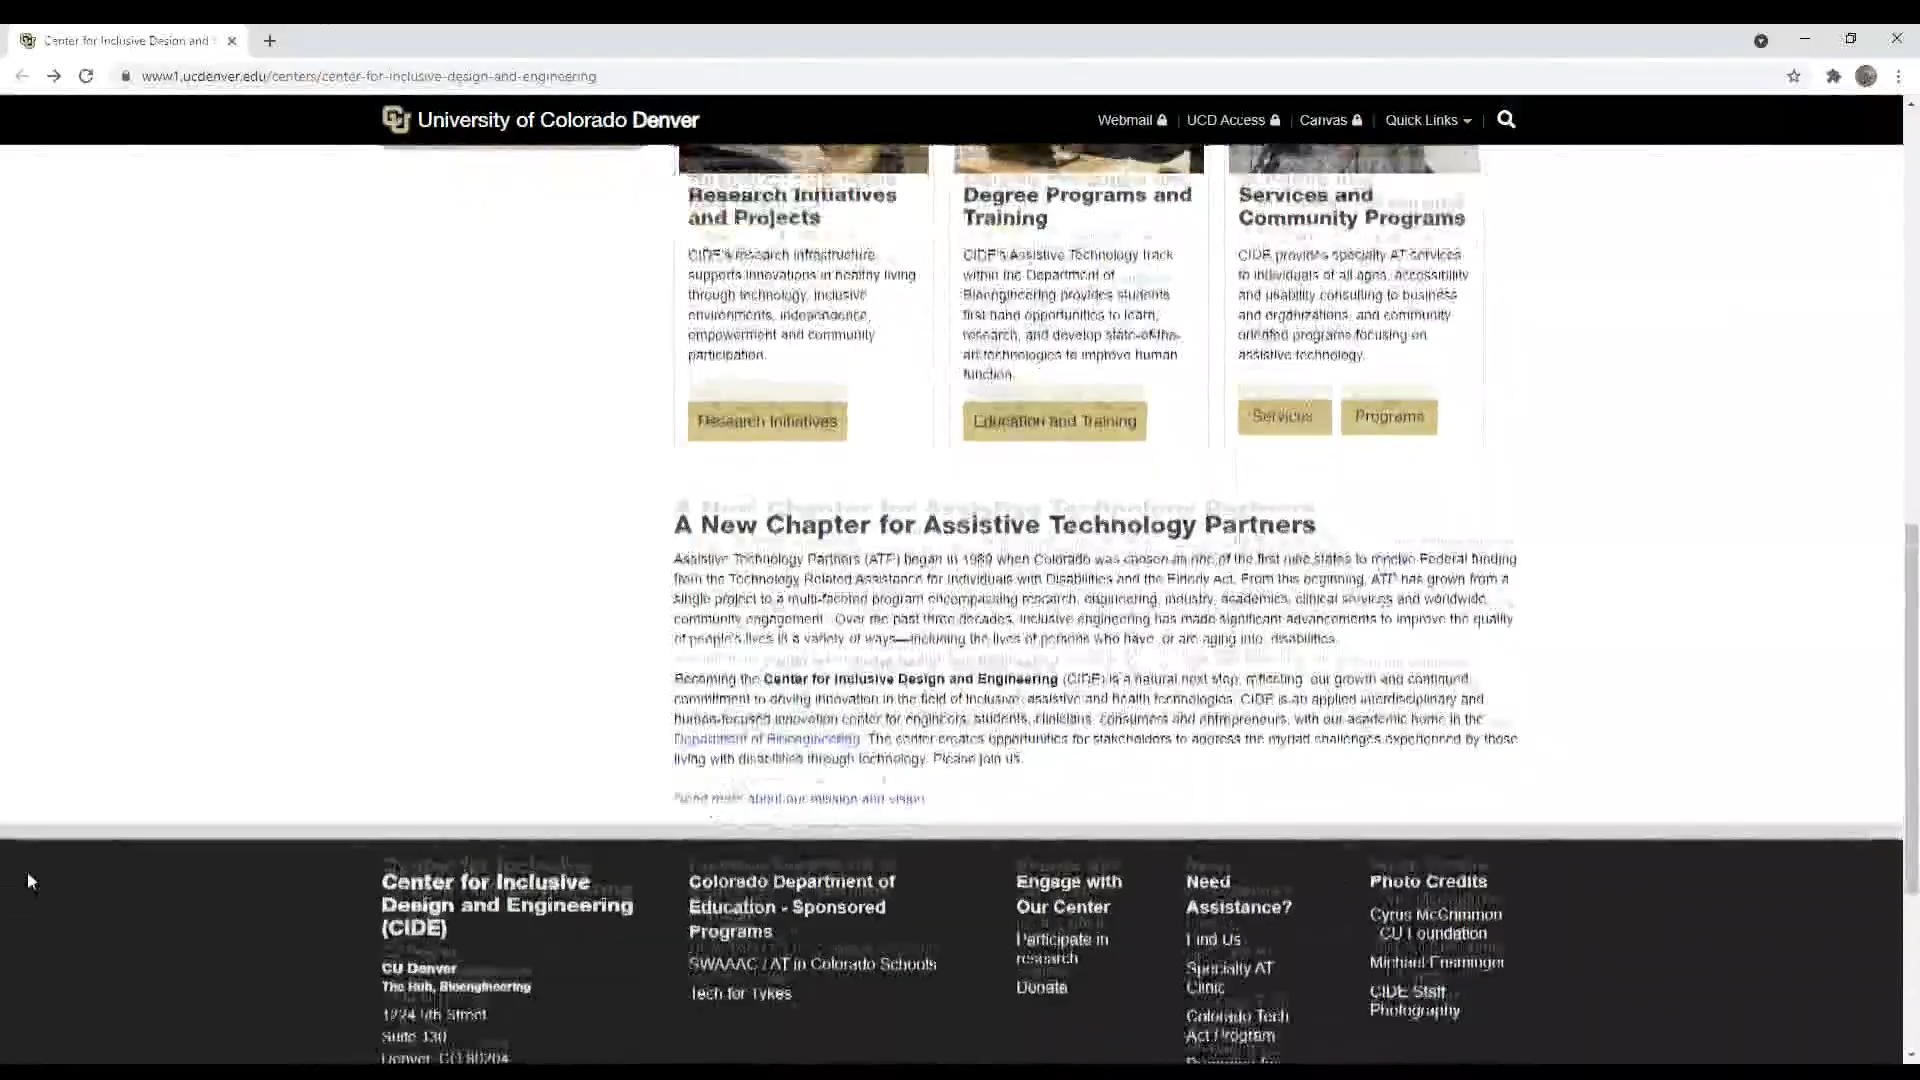 Center for Inclusive Design and
www1.ucdenver.edu/centers/center-for-inclusive-design-and-engineering
University of Colorado Denver
Webmail
UCD Access
Canvas
Quick Links
Research Initiatives
and Projects
CIDE's research infrastructure
supports innovations in healthy living
through technology, inclusive
environments, independence,
empowerment and community
participation.
Research Initiatives
Degree Programs and
Training
CIDE's Assistive Technology track
within the Department of
Bioengineering provides students
first hand opportunities to learn,
research, and develop state-of-the-
art technologies to improve human
function.
Education and Training
Services and
Community Programs
CIDE provides specialty AT services
to individuals of all ages, accessibility
and usability consulting to business
and organizations, and community
oriented programs focusing on
assistive technology.
Services
Programs
A New Chapter for Assistive Technology Partners
Assistive Technology Partners (ATP) began in 1989 when Colorado was chosen as one of the first nine states to receive Federal funding
from the Technology Related Assistance for Individuals with Disabilities and the Elderly Act. From this beginning, ATP has grown from a
single project to a multi-faceted program encompassing research, engineering, industry, academics, clinical services and worldwide
community engagement. Over the past three decades, inclusive engineering has made significant advancements to improve the quality
of people's lives in a variety of ways—including the lives of persons who have, or are aging into, disabilities.
Becoming the Center for Inclusive Design and Engineering (CIDE) is a natural next step, reflecting our growth and continued
commitment to driving innovation in the field of inclusive, assistive and health technologies. CIDE is an applied interdisciplinary and
human-focused innovation center for engineers, students, clinicians, consumers and entrepreneurs, with our academic home in the
Department of Bioengineering. The center creates opportunities for stakeholders to address the myriad challenges experienced by those
living with disabilities through technology. Please join us.
Read more about our mission and vision
Center for Inclusive
Design and Engineering
(CIDE)
CU Denver
The Hub, Bioengineering
1224 5th Street
Suite 130
Denver, CO 80204
Colorado Department of
Education - Sponsored
Programs
SWAAAC / AT in Colorado Schools
Tech for Tykes
Engage with
Our Center
Participate in
research
Donate
Need
Assistance?
Find Us
Specialty AT
Clinic
Colorado Tech
Act Program
Photo Credits
Cyrus McCrimmon
CU Foundation
CIDE Staff
Photography